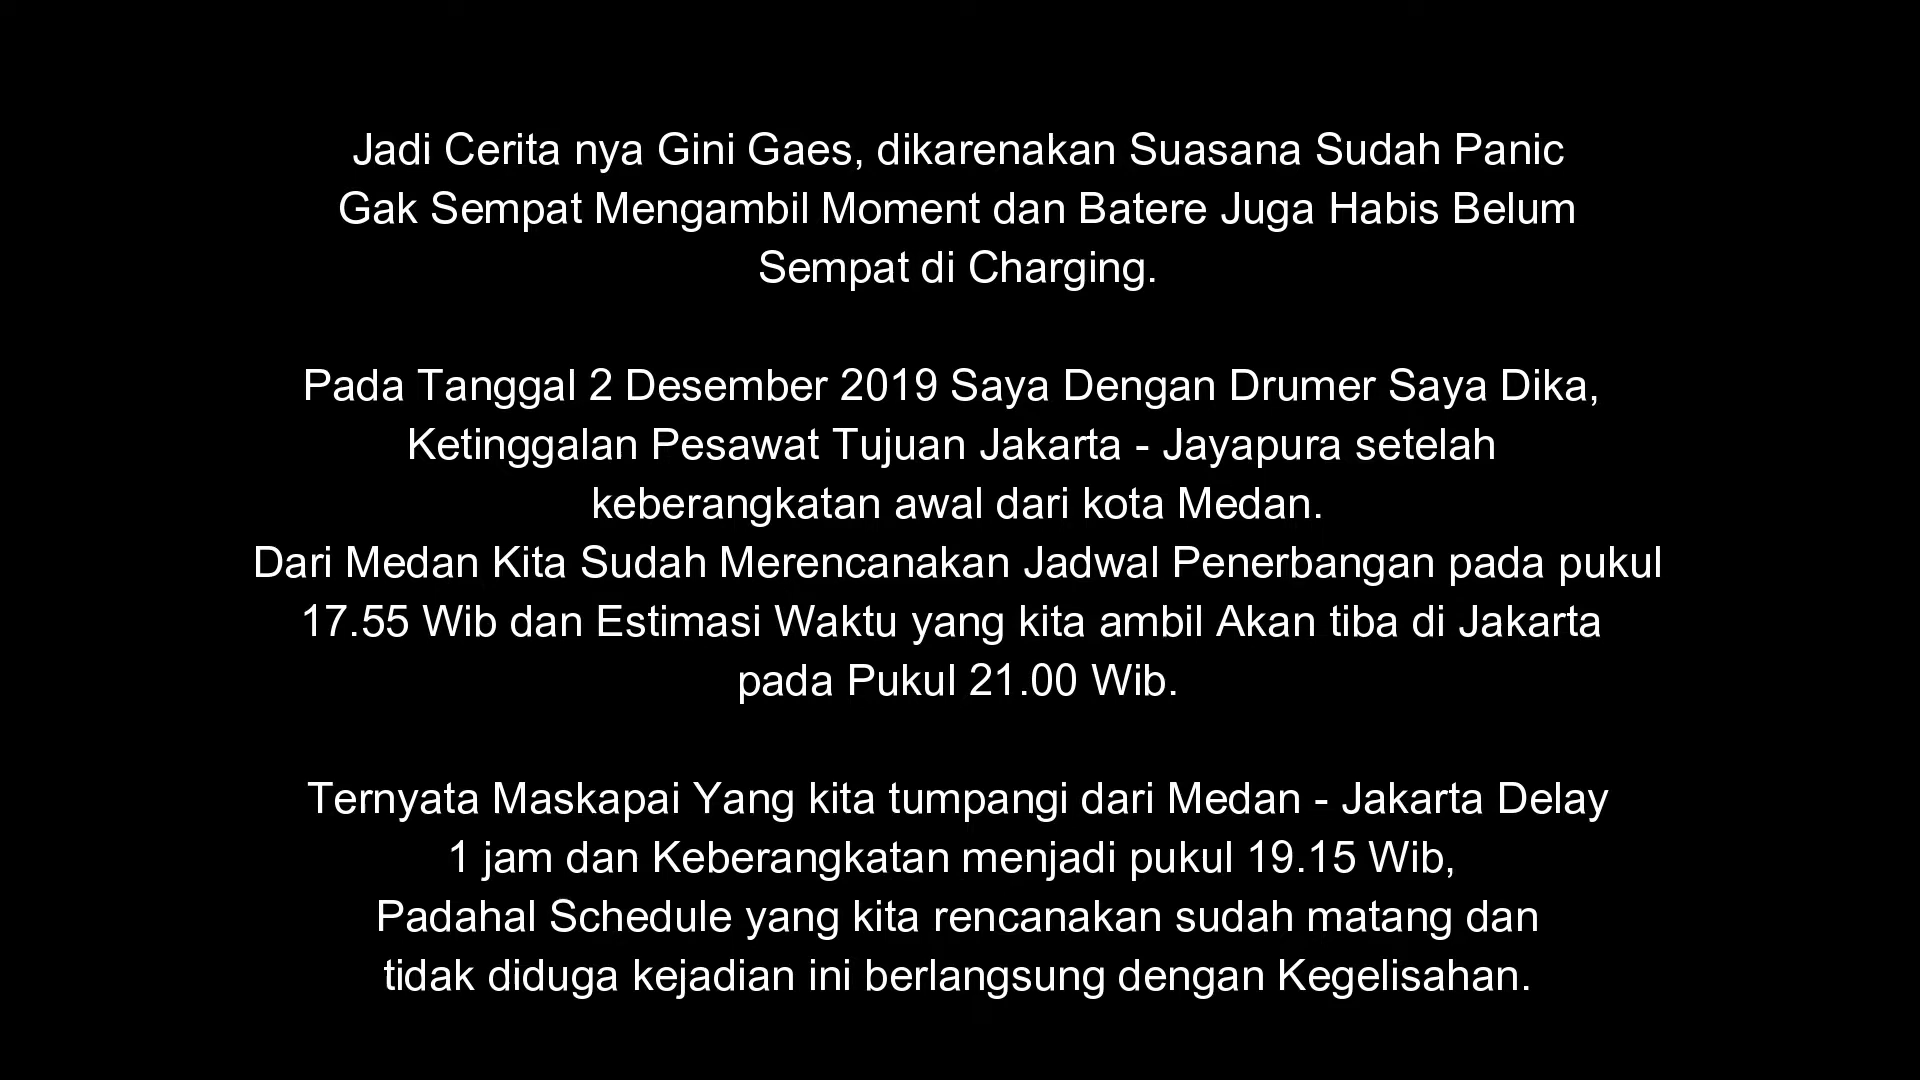 Jadi Cerita nya Gini Gaes, dikarenakan Suasana Sudah Panic
Gak Sempat Mengambil Moment dan Batere Juga Habis Belum
Sempat di Charging.
Pada Tanggal 2 Desember 2019 Saya Dengan Drumer Saya Dika,
Ketinggalan Pesawat Tujuan Jakarta - Jayapura setelah
keberangkatan awal dari kota Medan.
Dari Medan Kita Sudah Merencanakan Jadwal Penerbangan pada pukul
17.55 Wib dan Estimasi Waktu yang kita ambil Akan tiba di Jakarta
pada Pukul 21.00 Wib.
Ternyata Maskapai Yang kita tumpangi dari Medan - Jakarta Delay
1 jam dan Keberangkatan menjadi pukul 19.15 Wib,
Padahal Schedule yang kita rencanakan sudah matang dan
tidak diduga kejadian ini berlangsung dengan Kegelisahan.